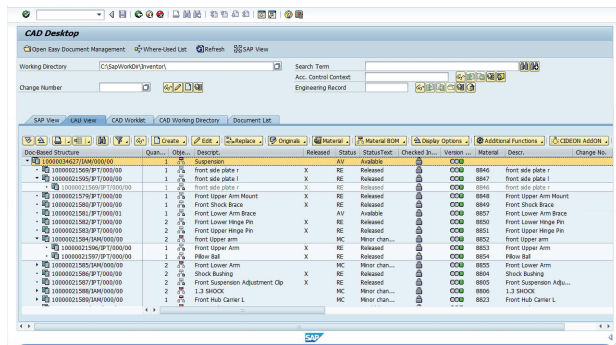 CAD Desktop
Open Easy Document Management Where-Used List Refresh SAP View
Working Directory C:\SapWorkDir\Inventor\ Search Term
Acc. Control Context
Change Number Engineering Record
SAP View CAD View CAD Worklist CAD Working Directory Document List
Create Edit Replace Originals Material Material BOM Display Options Additional Functions CIDEON ADDON
Doc-Based Structure Quan... Obje... Descript. Released Status StatusText Checked In... Version ... Material Descr. Change No.
10000034627/IAM/000/00 1 Suspension AV Available
10000021569/IPT/000/00 1 front side plate r X RE Released 8846 front side plate r
10000021595/IPT/000/00 1 front side plate l X RE Released 8847 front side plate l
10000021569/IPT/000/00 1 front side plate r X RE Released 8846 front side plate r
10000021579/IPT/000/00 1 Front Upper Arm Mount X RE Released 8848 Front Upper Arm Mount
10000021580/IPT/000/00 1 Front Shock Brace X RE Released 8849 Front Shock Brace
10000021581/IPT/000/01 1 Front Lower Arm Brace AV Available 8857 Front Lower Arm Brace
10000021582/IPT/000/00 2 Front Lower Hinge Pin X RE Released 8850 Front Lower Hinge Pin
10000021583/IPT/000/00 2 Front Upper Hinge Pin X RE Released 8851 Front Upper Hinge Pin
10000021584/IAM/000/00 2 front Upper arm MC Minor chan... 8852 front Upper arm
10000021596/IPT/000/00 2 Front Upper Arm X RE Released 8853 Front Upper Arm
10000021597/IPT/000/00 2 Pillow Ball X RE Released 8854 Pillow Ball
10000021585/IAM/000/00 2 Front Lower Arm MC Minor chan... 8855 Front Lower Arm
10000021586/IPT/000/00 2 Shock Bushing X RE Released 8804 Shock Bushing
10000021587/IPT/000/00 2 Front Suspension Adjustment Clip X RE Released 8805 Front Suspension Adju...
10000021588/IAM/000/00 2 1.3 SHOCK MC Minor chan... 8806 1.3 SHOCK
10000021589/IAM/000/00 2 Front Hub Carrier L MC Minor chan... 8823 Front Hub Carrier L
SAP